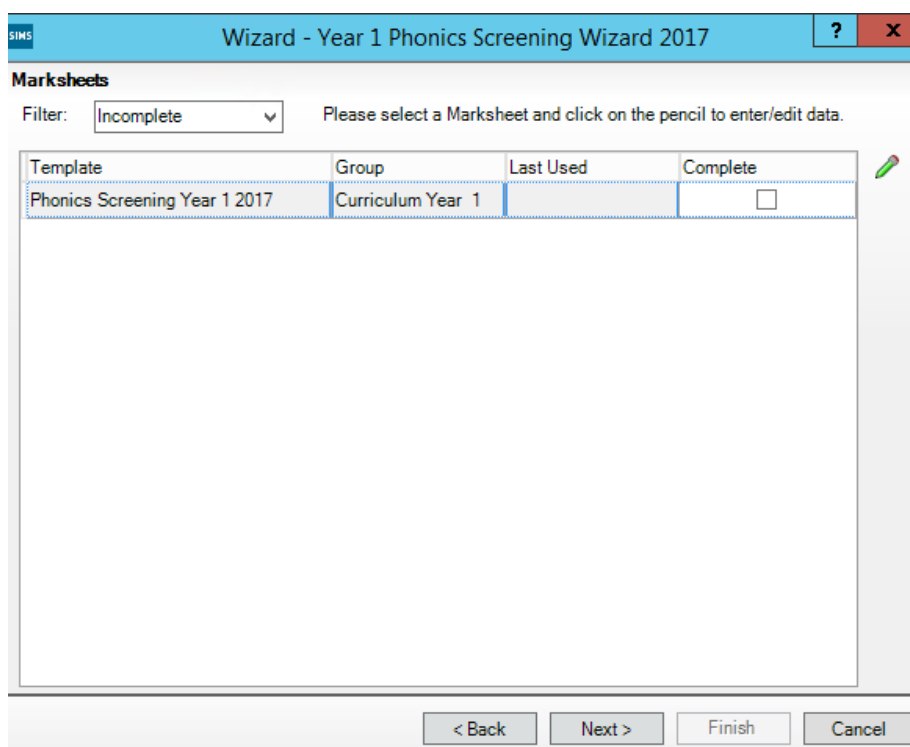 SIMS Wizard - Year 1 Phonics Screening Wizard 2017 ? x
Marksheets
Filter: Incomplete Please select a Marksheet and click on the pencil to enter/edit data.
Template Group Last Used Complete
Phonics Screening Year 1 2017 Curriculum Year 1
< Back Next > Finish Cancel